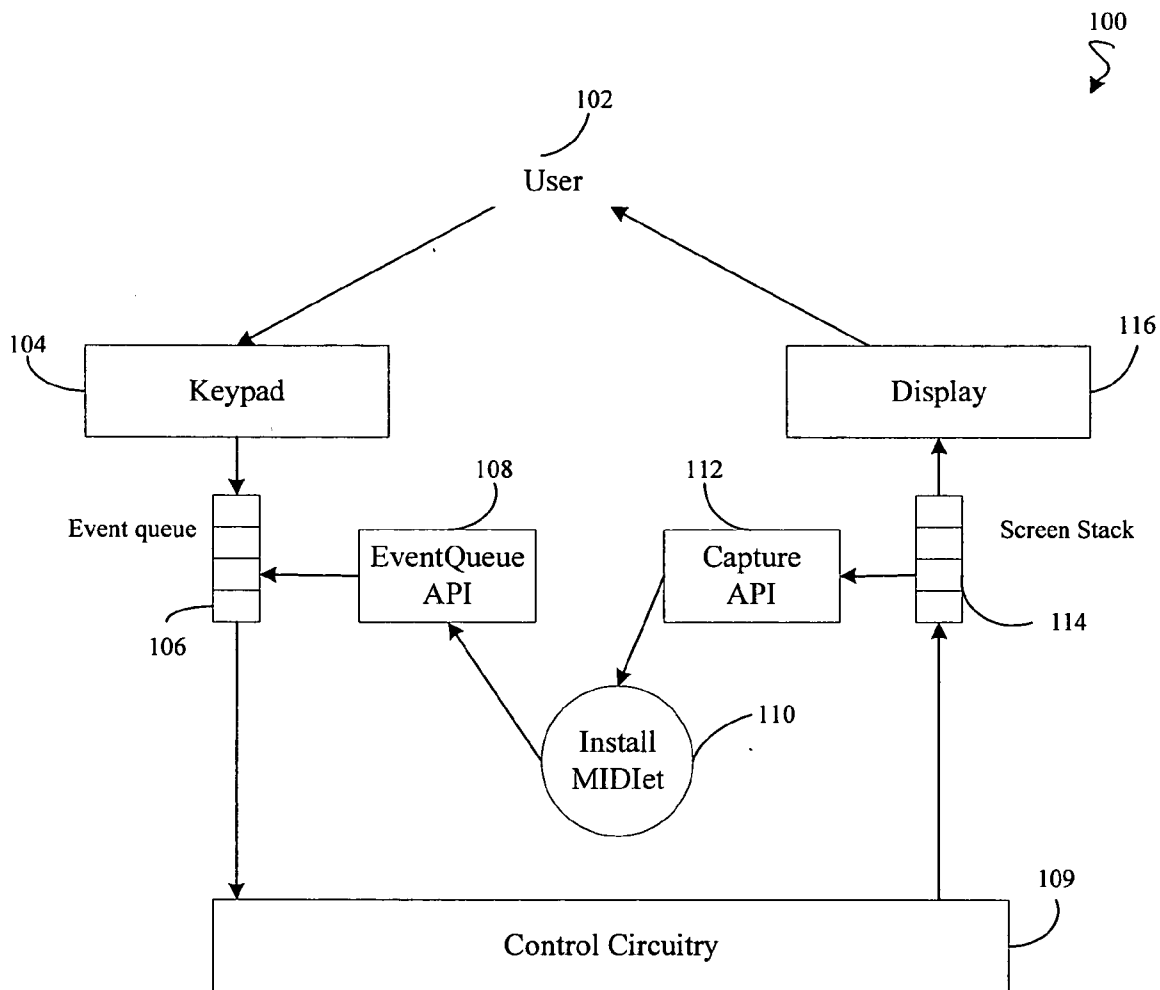 100
102
User
104
116
Keypad
Display
108
112
Event queue
EventQueue
API
Capture
API
Screen Stack
106
114
110
Install
MIDIet
109
Control Circuitry